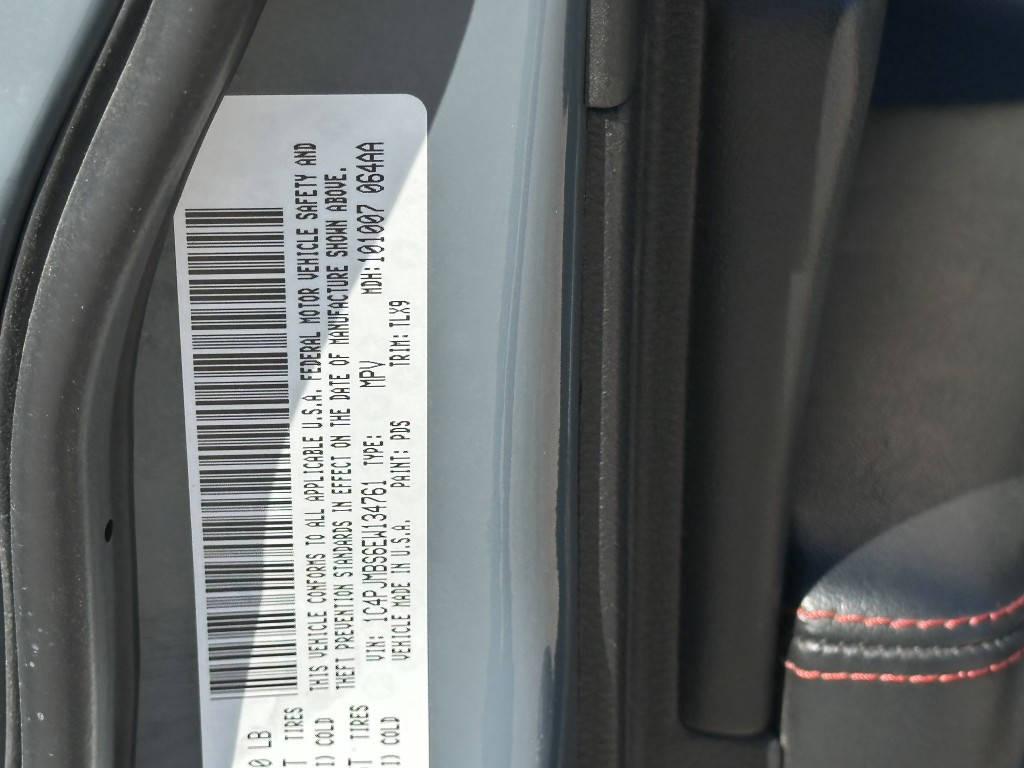 0 LB
T TIRES
I) COLD
T TIRES
I) COLD
THIS VEHICLE CONFORMS TO ALL APPLICABLE U.S.A. FEDERAL MOTOR VEHICLE SAFETY AND
THEFT PREVENTION STANDARDS IN EFFECT ON THE DATE OF MANUFACTURE SHOWN ABOVE.
VIN: 1C4PJMBS6EW134761 TYPE: MPV MDH:101007 064AA
VEHICLE MADE IN U.S.A. PAINT: PDS TRIM: TLX9